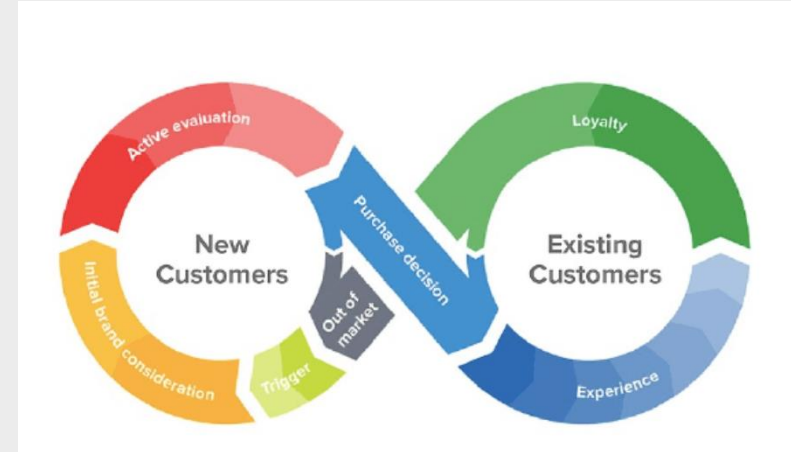 Active evaluation
New
Customers
Initial brand consideration
Trigger
Out of
market
Purchase decision
Loyalty
Existing
Customers
Experience